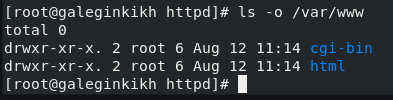 [root@galeginkikh httpd]# ls -o /var/www
total 0
drwxr-xr-x. 2 root 6 Aug 12 11:14 cgi-bin
drwxr-xr-x. 2 root 6 Aug 12 11:14 html
[root@galeginkikh httpd]#